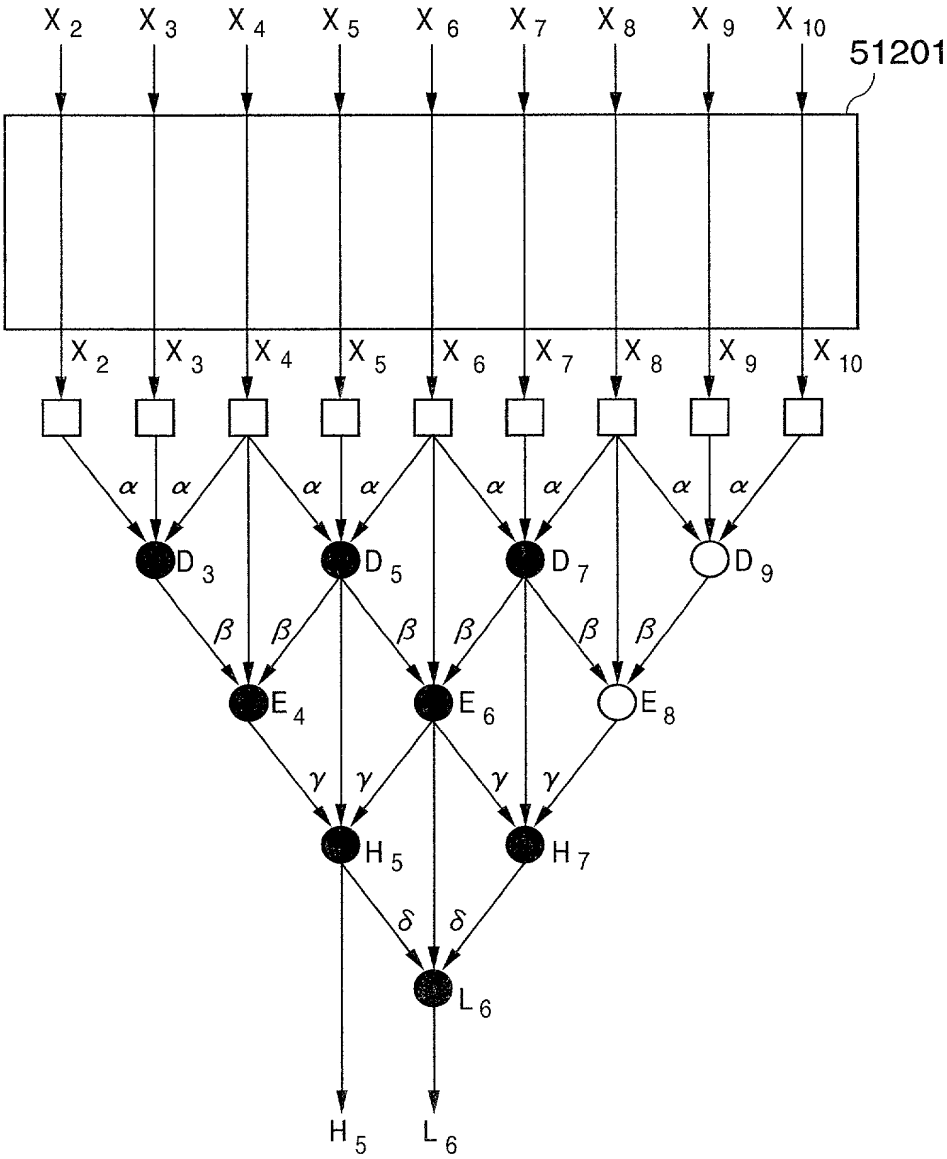 X2 X3 X4 X5 X6 X7 X8 X9 X10
51201
X2 X3 X4 X5 X6 X7 X8 X9 X10
α α α α α α α α
D3 D5 D7 D9
β β β β β β
E4 E6 E8
γ γ γ γ
H5 H7
δ δ
L6
H5 L6